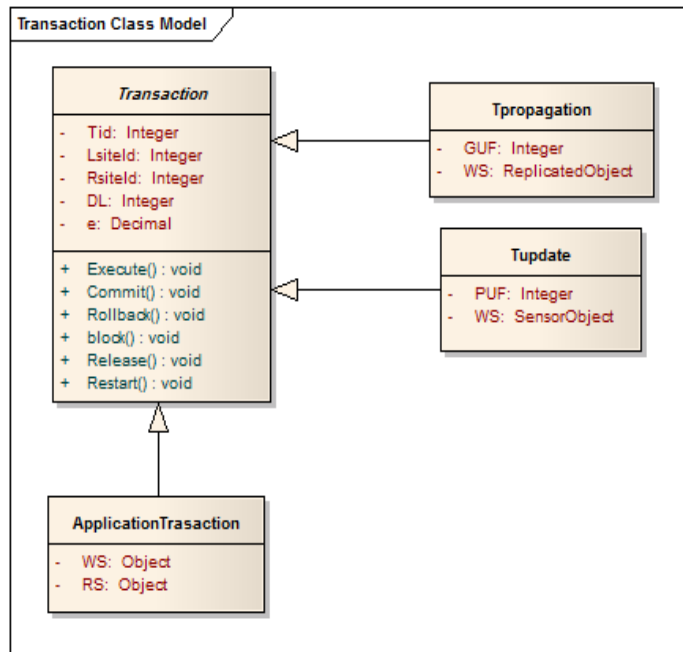 Transaction Class Model
Transaction
- Tid: Integer
- LsiteId: Integer
- RsiteId: Integer
- DL: Integer
- e: Decimal
+ Execute() : void
+ Commit() : void
+ Rollback() : void
+ block() : void
+ Release() : void
+ Restart() : void
Tpropagation
- GUF: Integer
- WS: ReplicatedObject
Tupdate
- PUF: Integer
- WS: SensorObject
ApplicationTrasaction
- WS: Object
- RS: Object